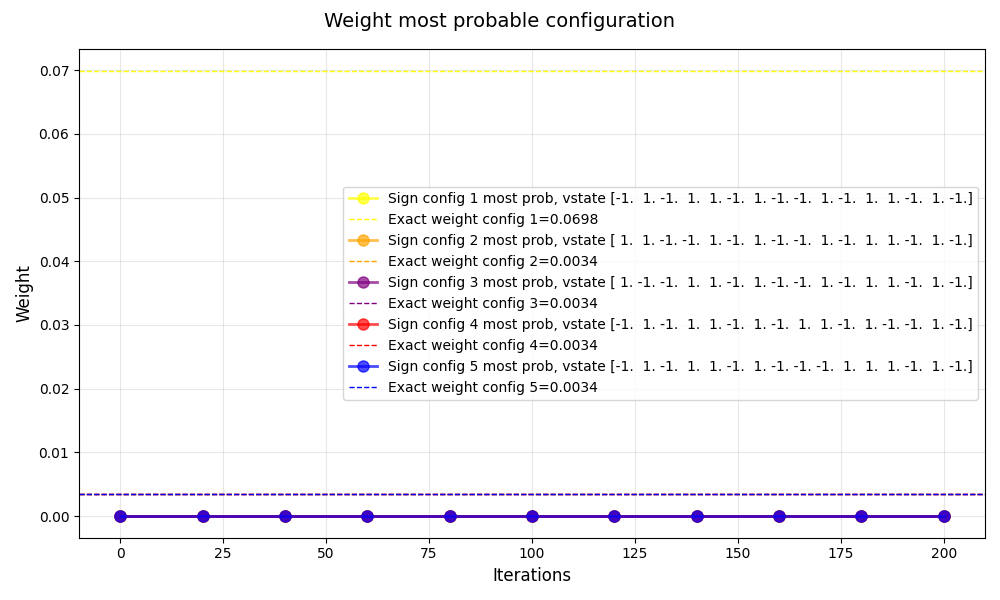 Weight most probable configuration
Weight
0.07
0.06
0.05
0.04
0.03
0.02
0.01
0.00
Sign config 1 most prob, vstate [-1.  1. -1.  1.  1. -1.  1. -1. -1.  1. -1.  1.  1. -1.  1. -1.]
Exact weight config 1=0.0698
Sign config 2 most prob, vstate [ 1.  1. -1. -1.  1. -1.  1. -1. -1.  1. -1.  1.  1. -1.  1. -1.]
Exact weight config 2=0.0034
Sign config 3 most prob, vstate [ 1. -1. -1.  1.  1. -1.  1. -1. -1.  1. -1.  1.  1. -1.  1. -1.]
Exact weight config 3=0.0034
Sign config 4 most prob, vstate [-1.  1. -1.  1.  1. -1.  1. -1.  1.  1. -1.  1. -1. -1.  1. -1.]
Exact weight config 4=0.0034
Sign config 5 most prob, vstate [-1.  1. -1.  1.  1. -1.  1. -1. -1. -1.  1.  1.  1. -1.  1. -1.]
Exact weight config 5=0.0034
0 25 50 75 100 125 150 175 200
Iterations